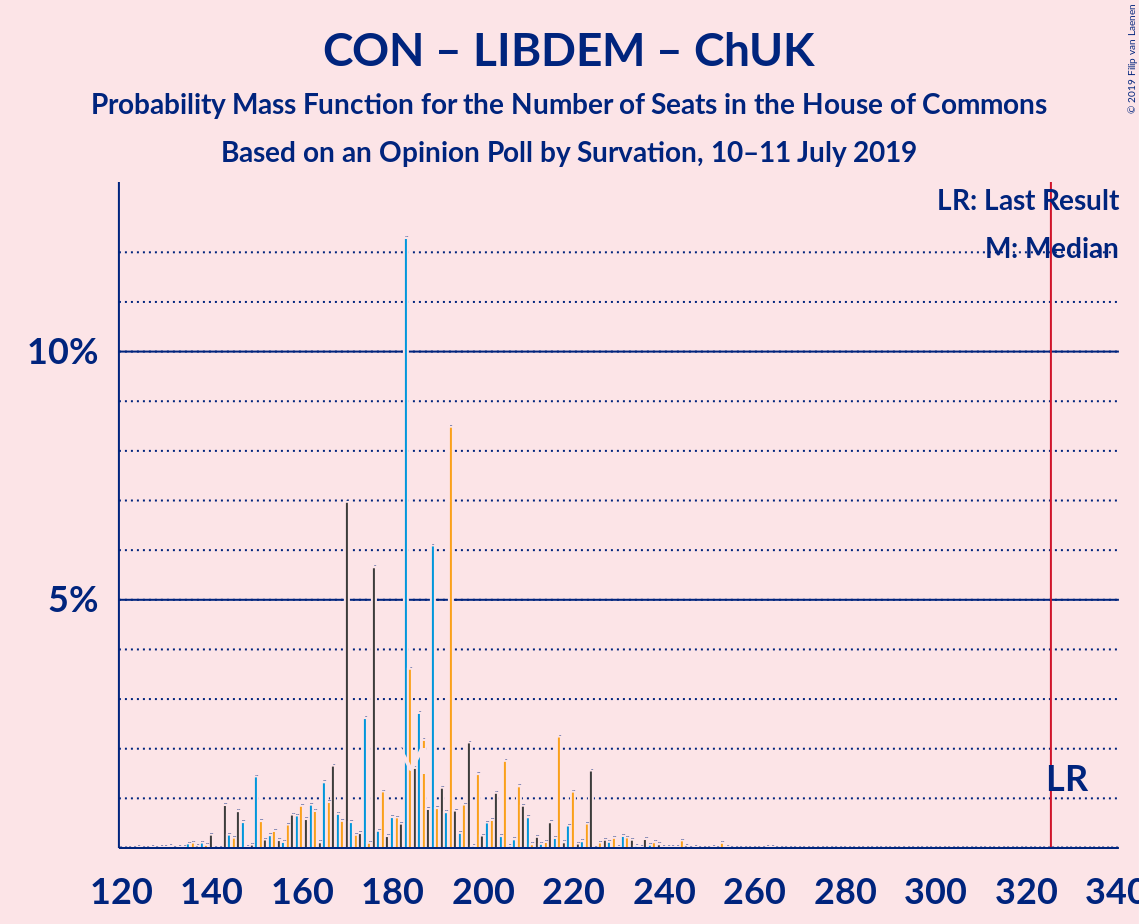 CON – LIBDEM – ChUK
Probability Mass Function for the Number of Seats in the House of Commons
Based on an Opinion Poll by Survation, 10–11 July 2019
© 2019 Filip van Laenen
LR: Last Result
M: Median
10%
5%
LR
120 140 160 180 200 220 240 260 280 300 320 340